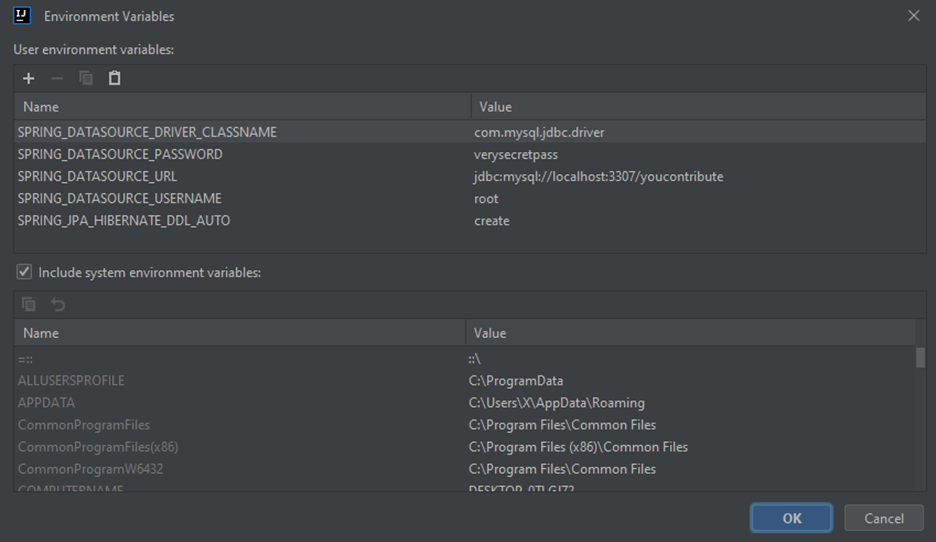 IJ Environment Variables
User environment variables:
Name Value
SPRING_DATASOURCE_DRIVER_CLASSNAME com.mysql.jdbc.driver
SPRING_DATASOURCE_PASSWORD verysecretpass
SPRING_DATASOURCE_URL jdbc:mysql://localhost:3307/youcontribute
SPRING_DATASOURCE_USERNAME root
SPRING_JPA_HIBERNATE_DDL_AUTO create
Include system environment variables:
Name Value
=:: ::\
ALLUSERSPROFILE C:\ProgramData
APPDATA C:\Users\X\AppData\Roaming
CommonProgramFiles C:\Program Files\Common Files
CommonProgramFiles(x86) C:\Program Files (x86)\Common Files
CommonProgramW6432 C:\Program Files\Common Files
COMPUTERNAME
OK Cancel